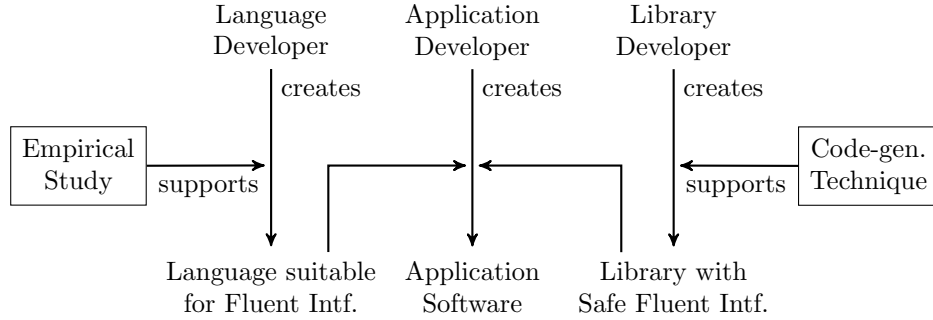 Language
Developer
Application
Developer
Library
Developer
creates
creates
creates
Empirical
Study
supports
supports
Code-gen.
Technique
Language suitable
for Fluent Intf.
Application
Software
Library with
Safe Fluent Intf.